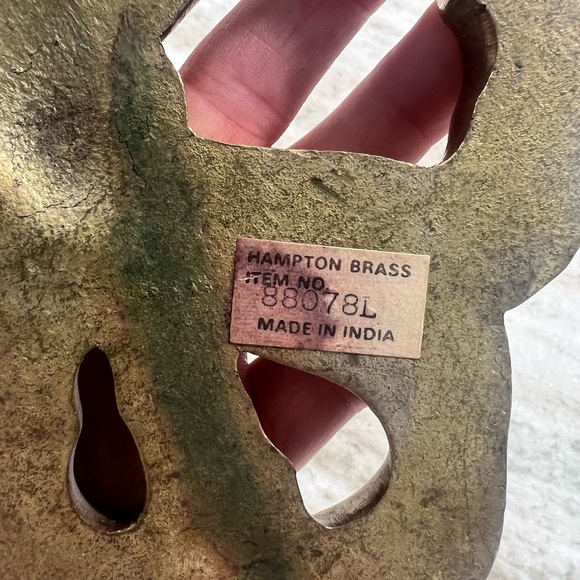 HAMPTON BRASS
ITEM NO.
88078L
MADE IN INDIA